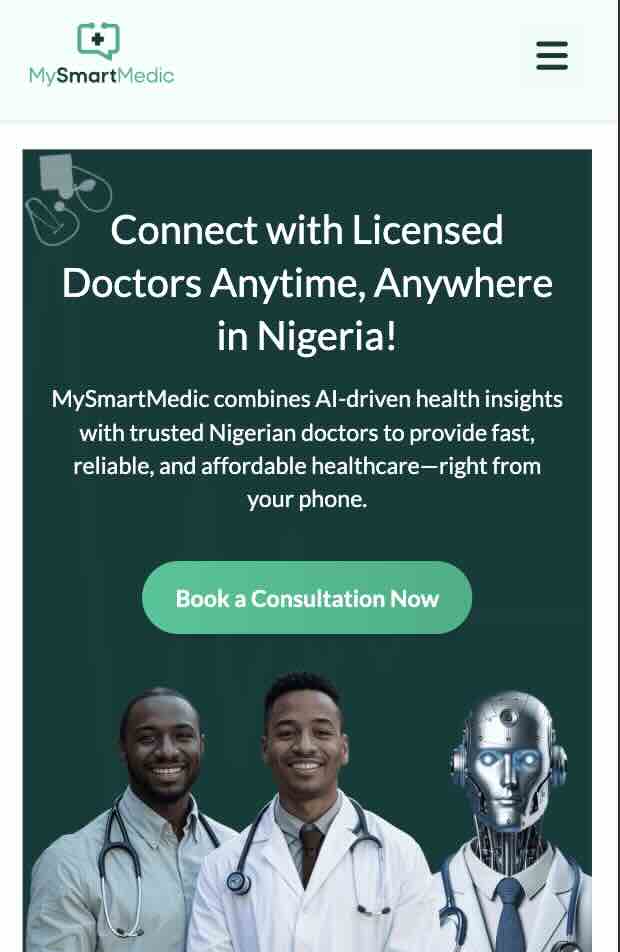 MySmartMedic
Connect with Licensed
Doctors Anytime, Anywhere
in Nigeria!
MySmartMedic combines AI-driven health insights
with trusted Nigerian doctors to provide fast,
reliable, and affordable healthcare—right from
your phone.
Book a Consultation Now